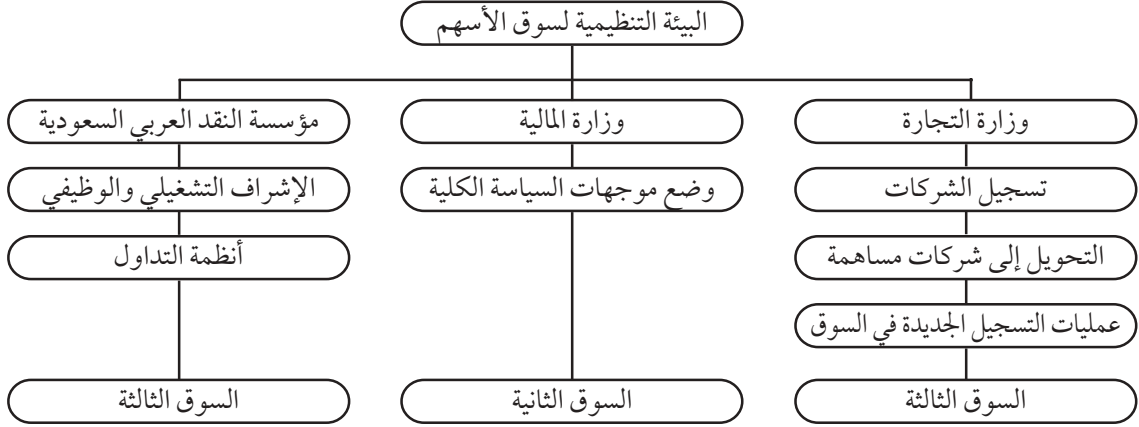 البيئة التنظيمية لسوق الأسهم
وزارة التجارة
وزارة المالية
مؤسسة النقد العربي السعودية
تسجيل الشركات
وضع موجهات السياسة الكلية
الإشراف التشغيلي والوظيفي
التحويل إلى شركات مساهمة
أنظمة التداول
عمليات التسجيل الجديدة في السوق
السوق الثالثة
السوق الثانية
السوق الثالثة